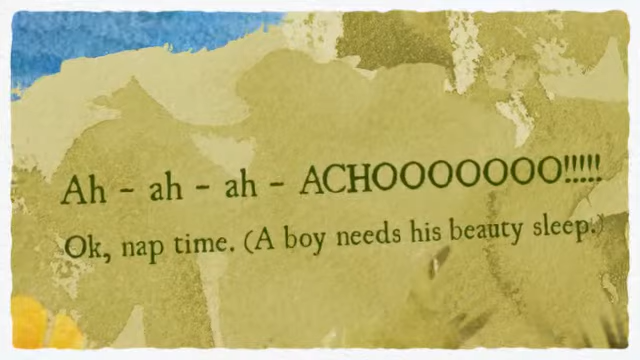 Ah - ah - ah - ACHOOOOOOOO!!!!!
Ok, nap time. (A boy needs his beauty sleep.)